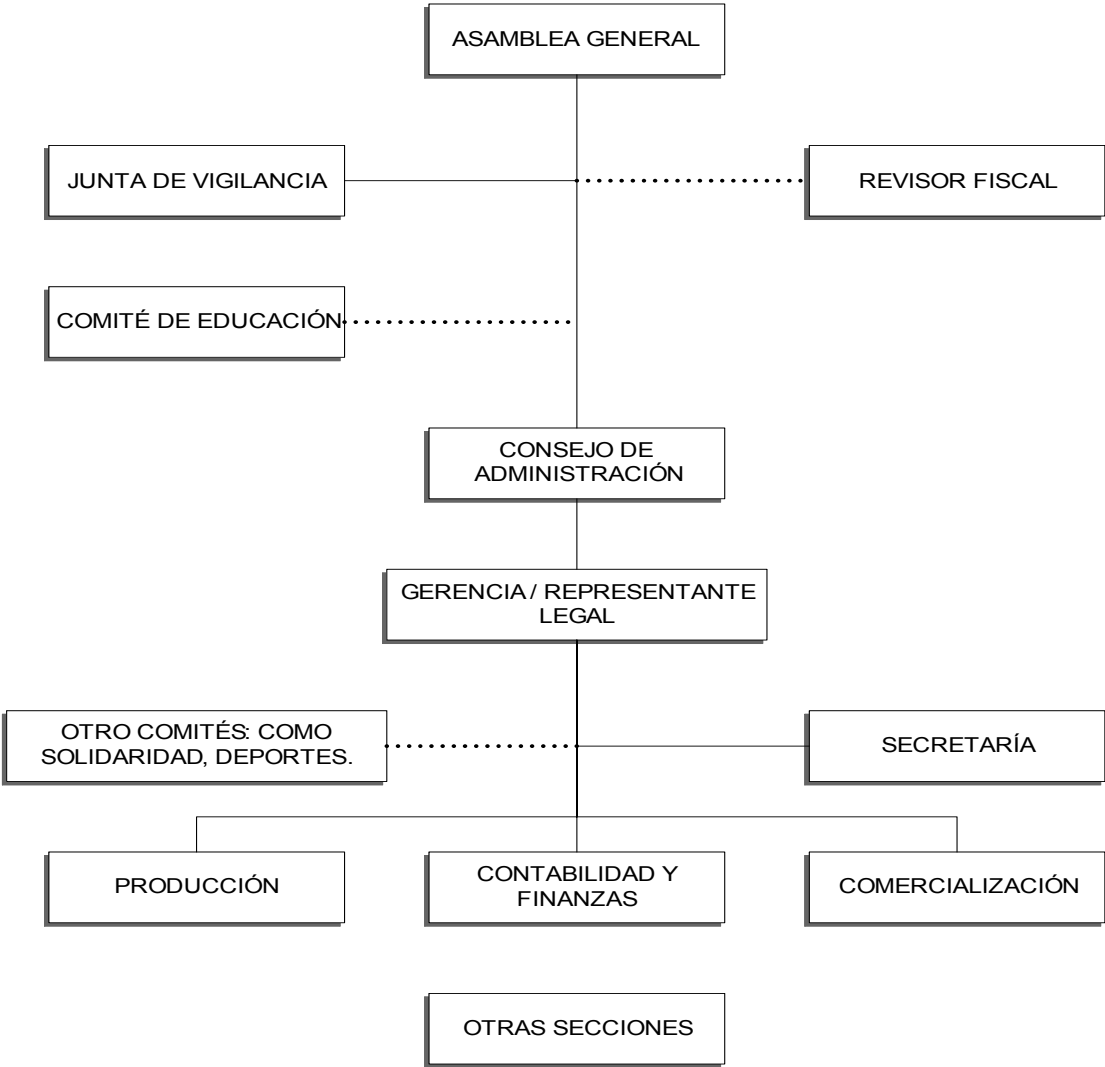 ASAMBLEA GENERAL
JUNTA DE VIGILANCIA
REVISOR FISCAL
COMITÉ DE EDUCACIÓN
CONSEJO DE
ADMINISTRACIÓN
GERENCIA / REPRESENTANTE
LEGAL
OTRO COMITÉS: COMO
SOLIDARIDAD, DEPORTES.
SECRETARÍA
PRODUCCIÓN
CONTABILIDAD Y
FINANZAS
COMERCIALIZACIÓN
OTRAS SECCIONES